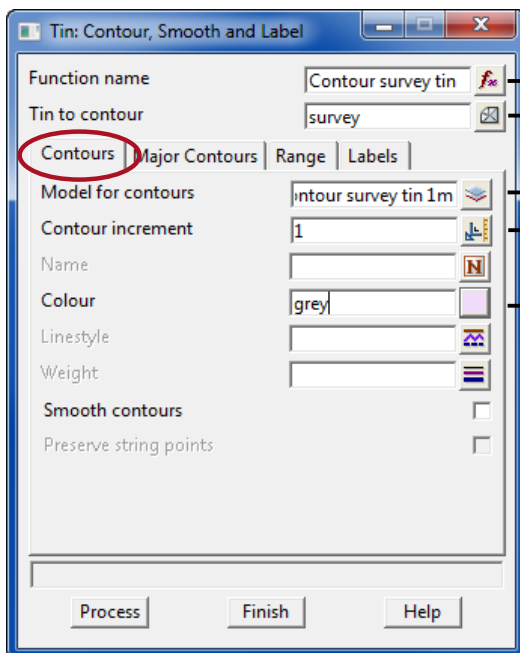 Tin: Contour, Smooth and Label
Function name Contour survey tin
Tin to contour survey
Contours Major Contours Range Labels
Model for contours ntour survey tin 1m
Contour increment 1
Name N
Colour grey
Linestyle
Weight
Smooth contours
Preserve string points
Process Finish Help